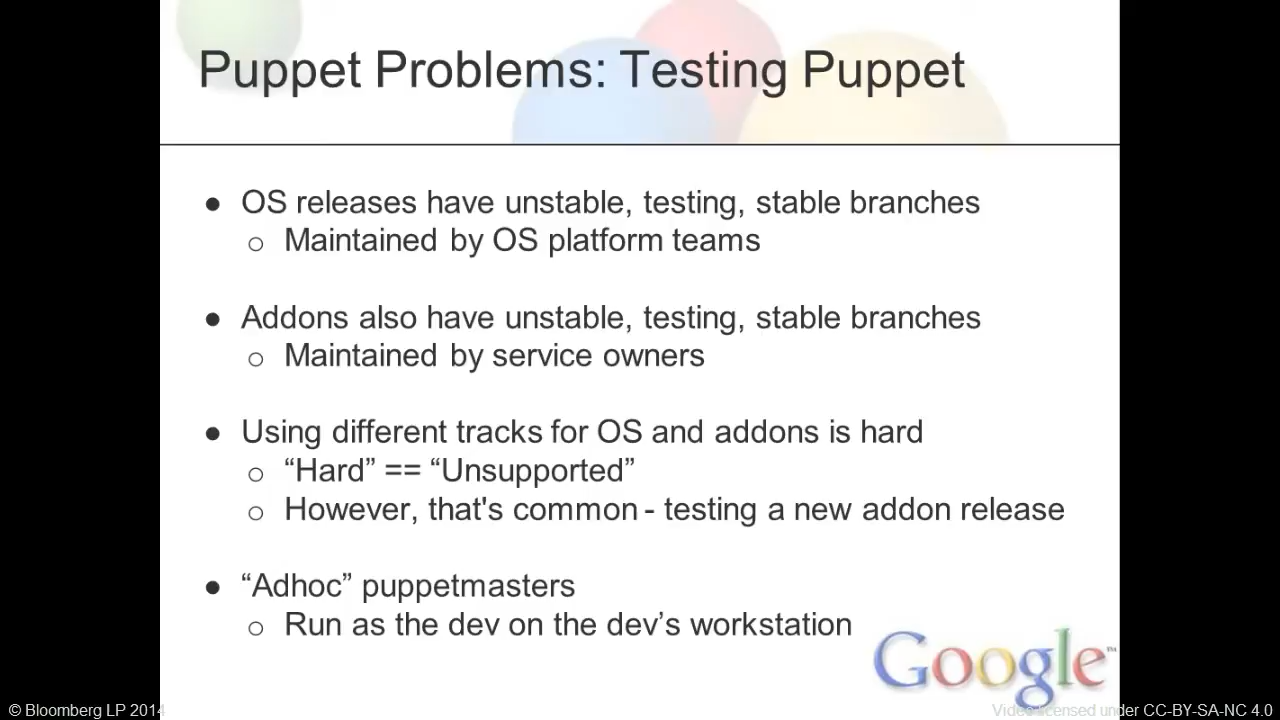 Puppet Problems: Testing Puppet
● OS releases have unstable, testing, stable branches
○ Maintained by OS platform teams
● Addons also have unstable, testing, stable branches
○ Maintained by service owners
● Using different tracks for OS and addons is hard
○ “Hard” == “Unsupported”
○ However, that's common - testing a new addon release
● “Adhoc” puppetmasters
○ Run as the dev on the dev’s workstation
Google™
© Bloomberg LP 2014
Video licensed under CC-BY-SA-NC 4.0